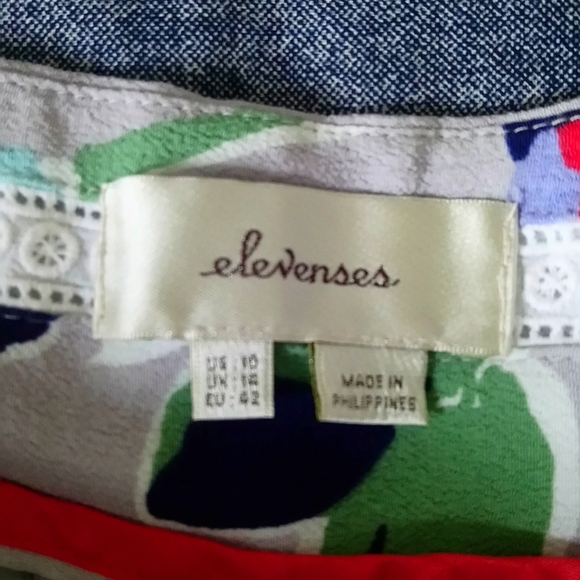 elevenses
US : 10
UK : 14
EU : 42
MADE IN
PHILIPPINES